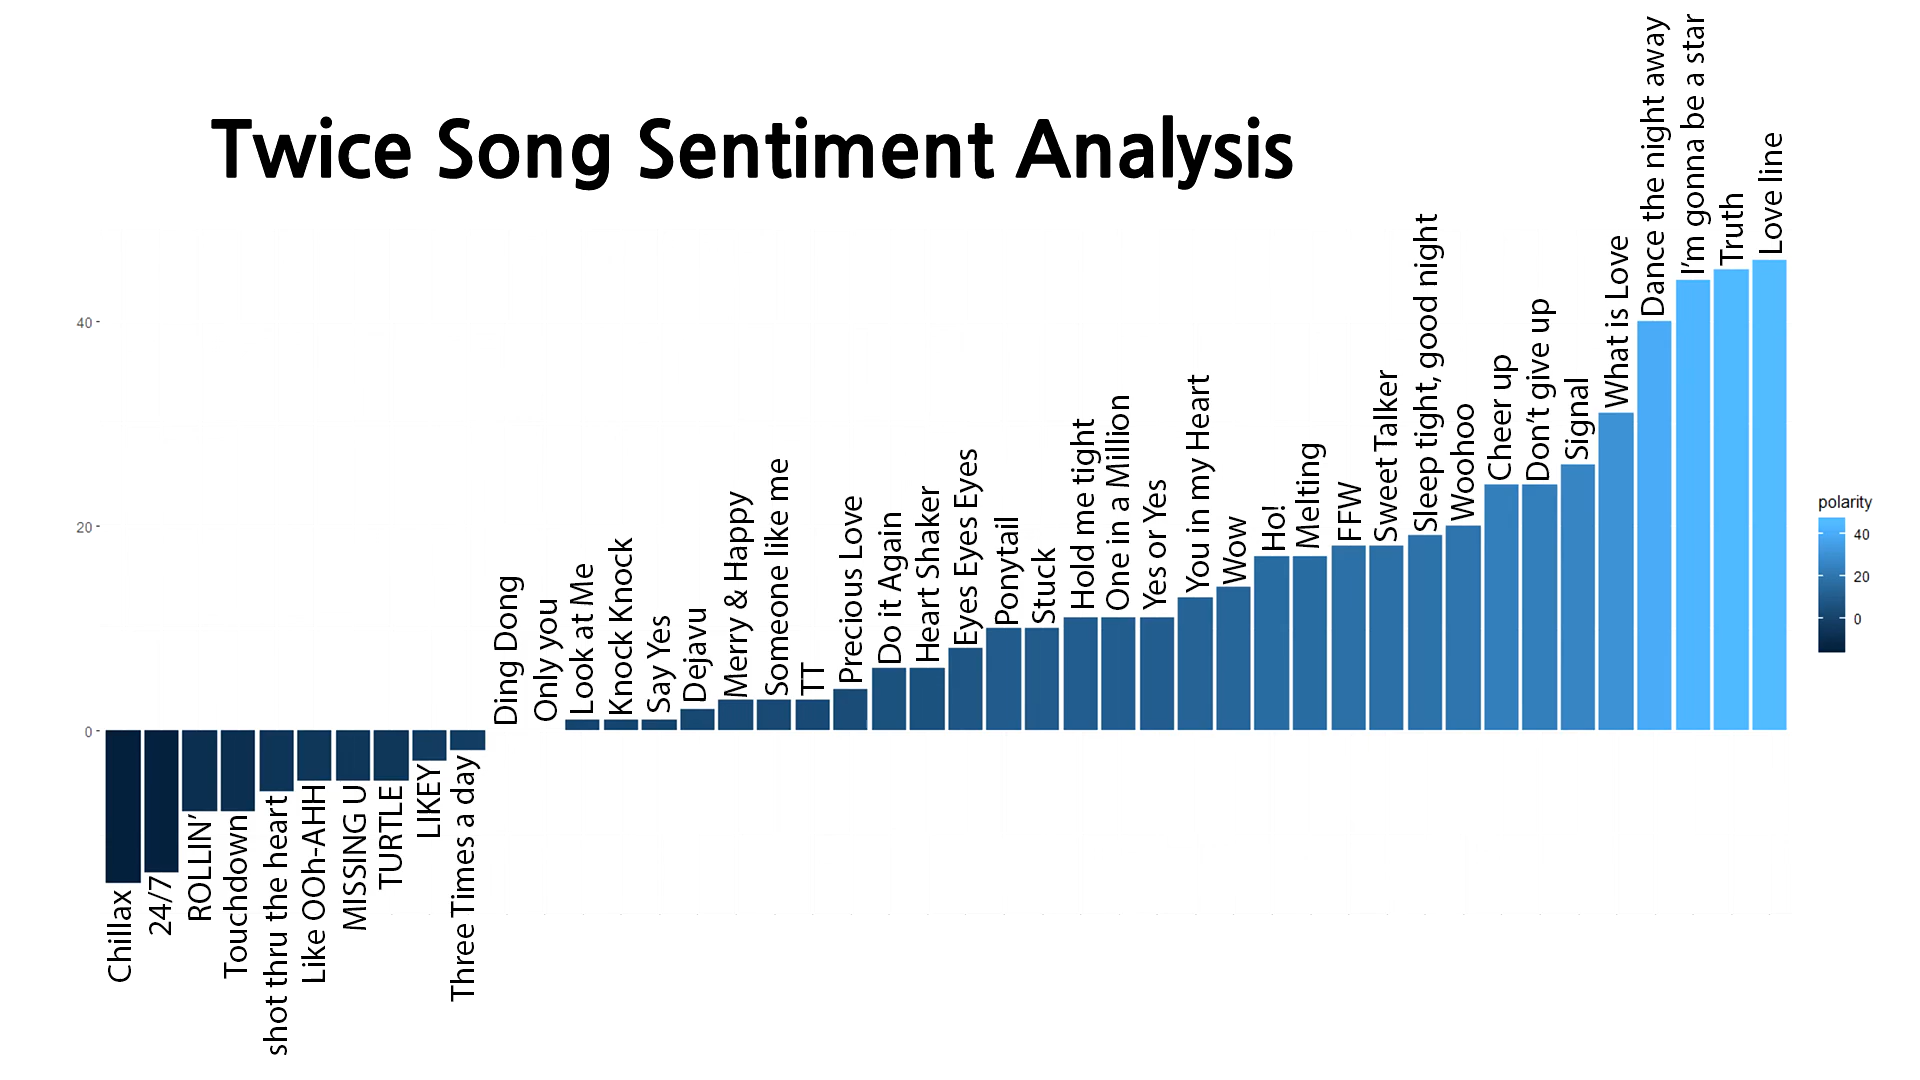 Twice Song Sentiment Analysis
40
20
0
Chillax
24/7
ROLLIN'
Touchdown
shot thru the heart
Like OOh-AHH
MISSING U
TURTLE
LIKEY
Three Times a day
Ding Dong
Only you
Look at Me
Knock Knock
Say Yes
Dejavu
Merry & Happy
Someone like me
TT
Precious Love
Do it Again
Heart Shaker
Eyes Eyes Eyes
Ponytail
Stuck
Hold me tight
One in a Million
Yes or Yes
You in my Heart
Wow
Ho!
Melting
FFW
Sweet Talker
Sleep tight, good night
Woohoo
Cheer up
Don't give up
Signal
What is Love
Dance the night away
I'm gonna be a star
Truth
Love line
polarity
40
20
0